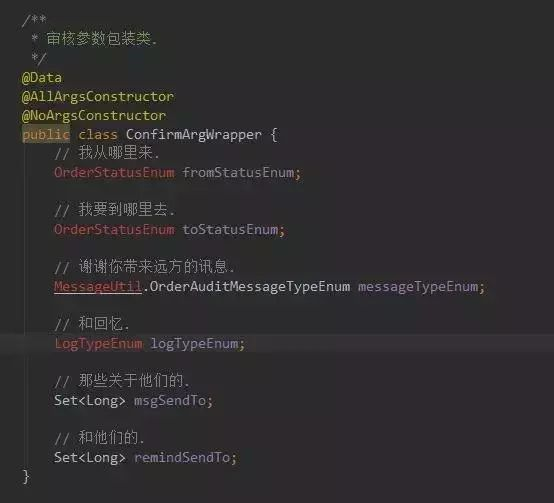 /**
 * 审核参数包装类.
 */
@Data
@AllArgsConstructor
@NoArgsConstructor
public class ConfirmArgWrapper {
    // 我从哪里来.
    OrderStatusEnum fromStatusEnum;

    // 我要到哪里去.
    OrderStatusEnum toStatusEnum;

    // 谢谢你带来远方的讯息.
    MessageUtil.OrderAuditMessageTypeEnum messageTypeEnum;

    // 和回忆.
    LogTypeEnum logTypeEnum;

    // 那些关于他们的.
    Set<Long> msgSendTo;

    // 和他们的.
    Set<Long> remindSendTo;
}